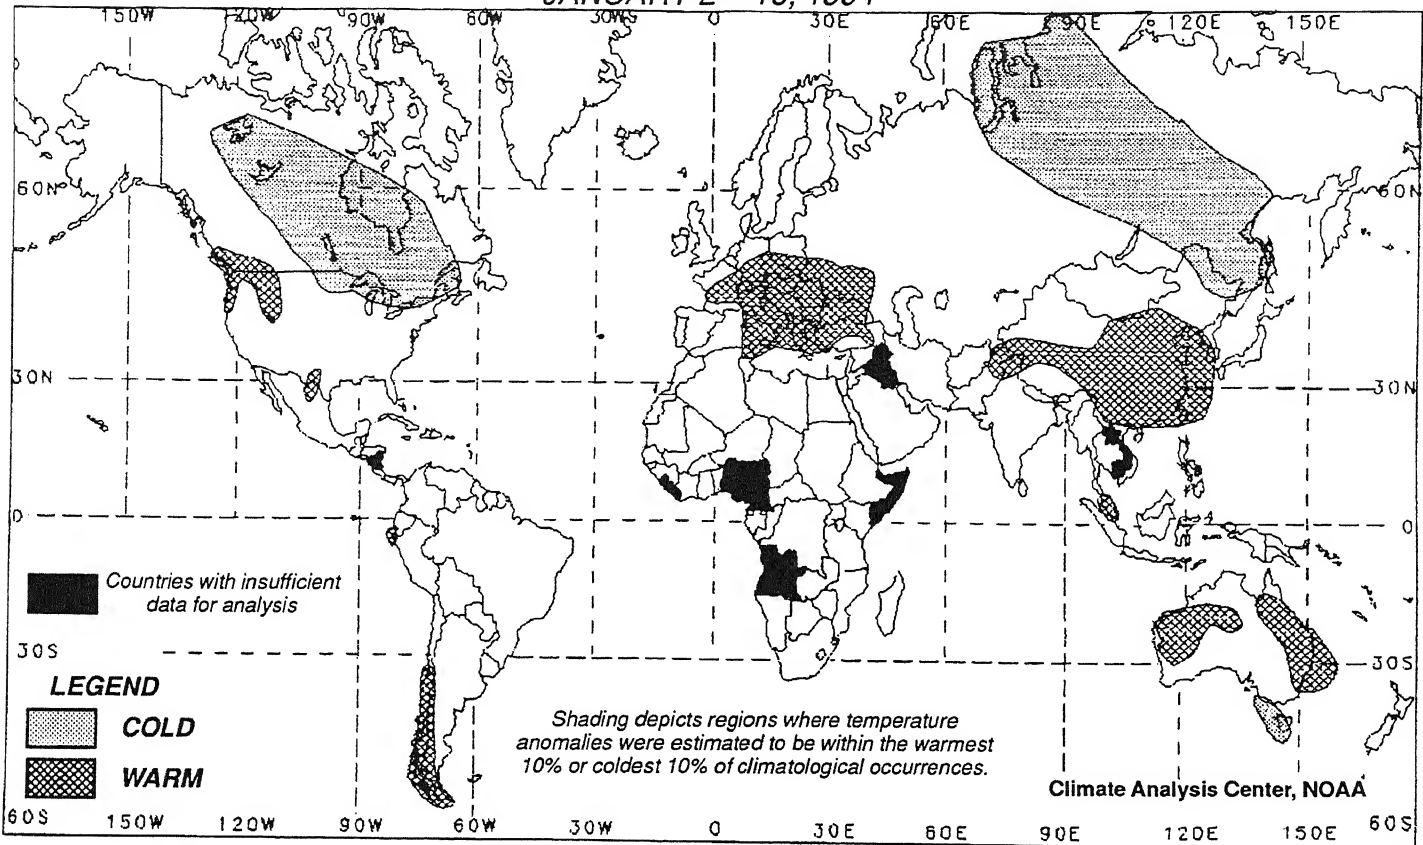 150W 120W 90W 60W 0 30E 60E 90E 120E 150E
60N 60N
30N 30N
0 0
Countries with insufficient
data for analysis
30S 30S
LEGEND
COLD
WARM
Shading depicts regions where temperature
anomalies were estimated to be within the warmest
10% or coldest 10% of climatological occurrences.
Climate Analysis Center, NOAA
60S 150W 120W 90W 60W 30W 0 30E 60E 90E 120E 150E 60S